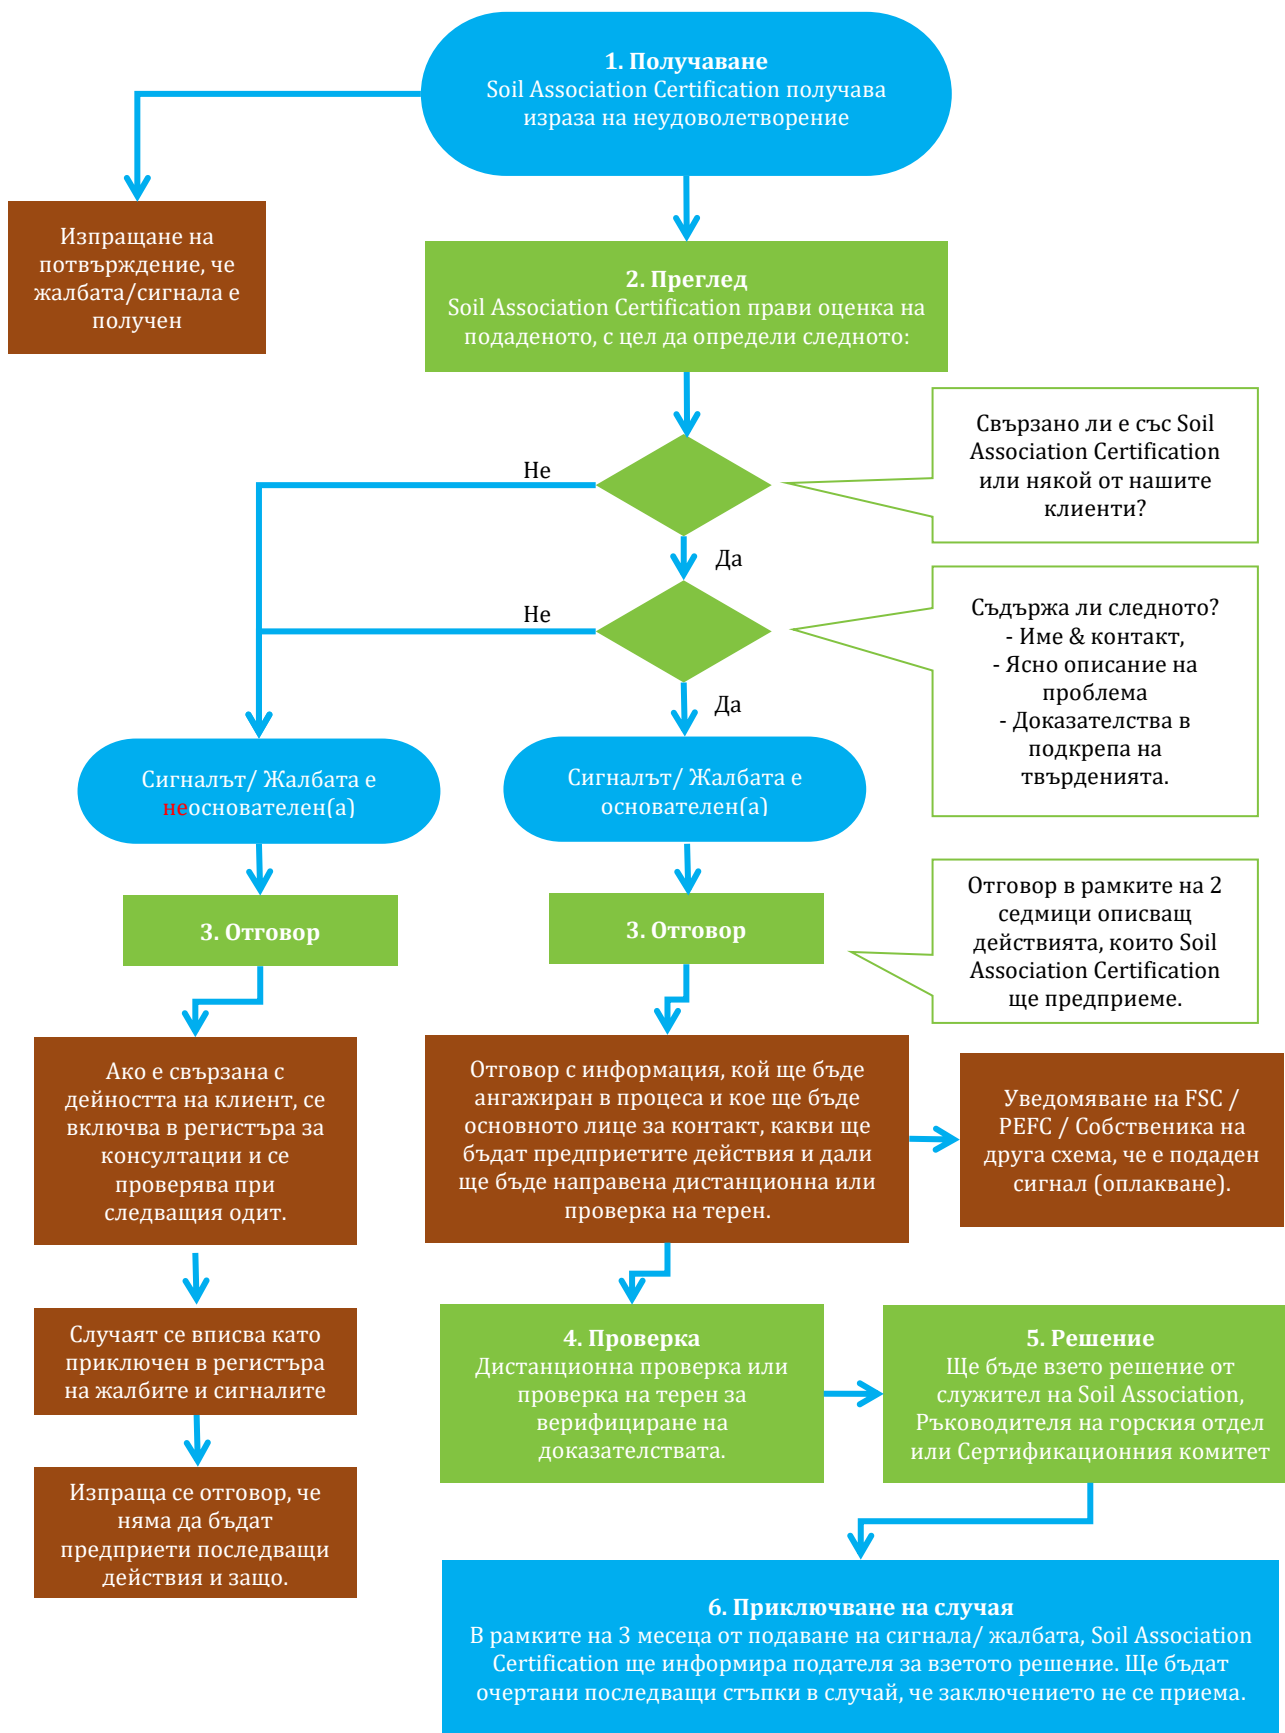 1. Получаване
Soil Association Certification получава
израза на неудоволетворение
Изпращане на
потвърждение, че
жалбата/сигнала е
получен
2. Преглед
Soil Association Certification прави оценка на
подаденото, с цел да определи следното:
Свързано ли е със Soil
Association Certification
или някой от нашите
клиенти?
Не
Да
Съдържа ли следното?
- Име & контакт,
- Ясно описание на
проблема
- Доказателства в
подкрепа на
твърденията.
Не
Да
Сигналът/ Жалбата е
неоснователен(а)
Сигналът/ Жалбата е
основателен(а)
3. Отговор
3. Отговор
Отговор в рамките на 2
седмици описващ
действията, които Soil
Association Certification
ще предприеме.
Ако е свързана с
дейността на клиент, се
включва в регистъра за
консултации и се
проверява при
следващия одит.
Отговор с информация, кой ще бъде
ангажиран в процеса и кое ще бъде
основното лице за контакт, какви ще
бъдат предприетите действия и дали
ще бъде направена дистанционна или
проверка на терен.
Уведомяване на FSC /
PEFC / Собственика на
друга схема, че е подаден
сигнал (оплакване).
Случаят се вписва като
приключен в регистъра
на жалбите и сигналите
4. Проверка
Дистанционна проверка или
проверка на терен за
верифициране на
доказателствата.
5. Решение
Ще бъде взето решение от
служител на Soil Association,
Ръководителя на горския отдел
или Сертификационния комитет
Изпраща се отговор, че
няма да бъдат
предприети последващи
действия и защо.
6. Приключване на случая
В рамките на 3 месеца от подаване на сигнала/ жалбата, Soil Association
Certification ще информира подателя за взетото решение. Ще бъдат
очертани последващи стъпки в случай, че заключението не се приема.